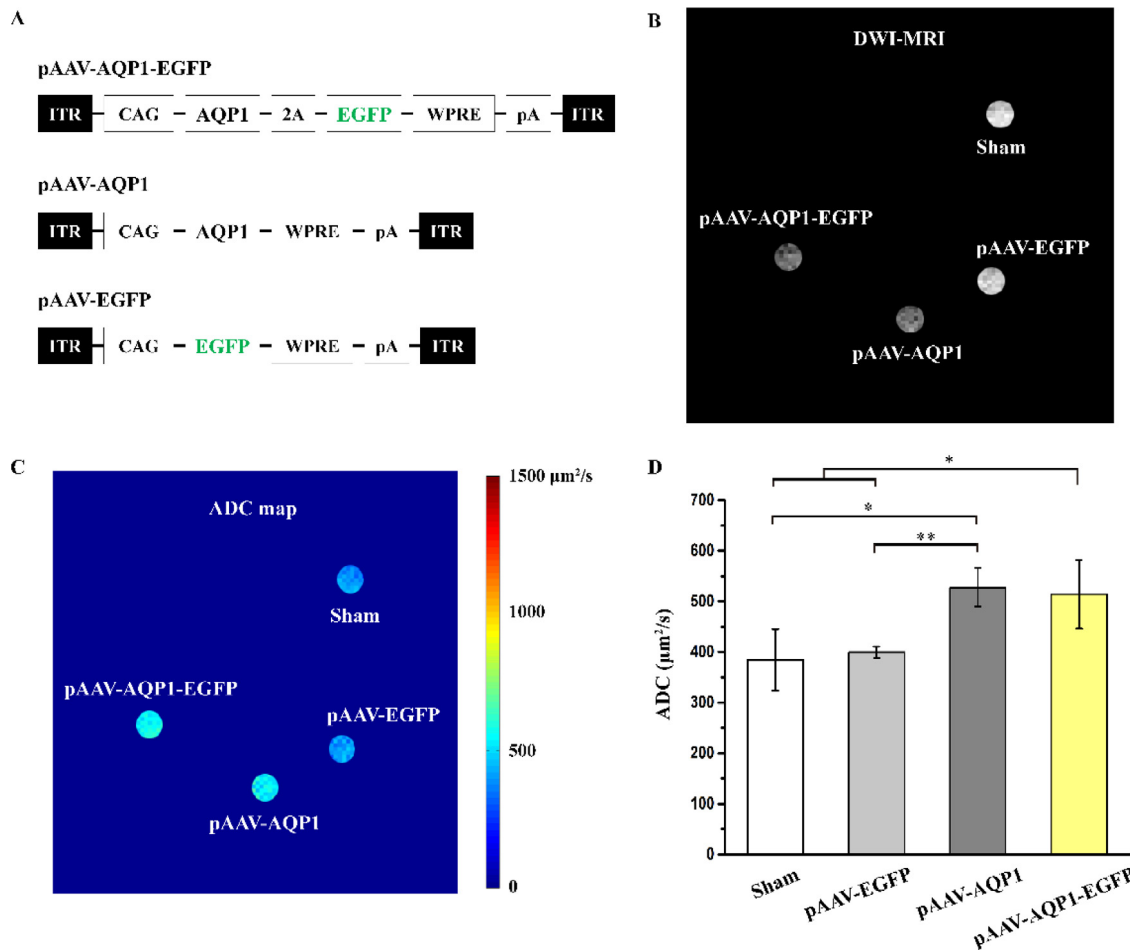 A
pAAV-AQP1-EGFP
ITR CAG AQP1 2A EGFP WPRE pA ITR
pAAV-AQP1
ITR CAG AQP1 WPRE pA ITR
pAAV-EGFP
ITR CAG EGFP WPRE pA ITR
B
DWI-MRI
Sham
pAAV-AQP1-EGFP
pAAV-EGFP
pAAV-AQP1
C
ADC map
Sham
pAAV-AQP1-EGFP
pAAV-EGFP
pAAV-AQP1
1500 μm²/s
1000
500
0
D
*
*
**
ADC (μm²/s)
700
600
500
400
300
200
100
0
Sham
pAAV-EGFP
pAAV-AQP1
pAAV-AQP1-EGFP